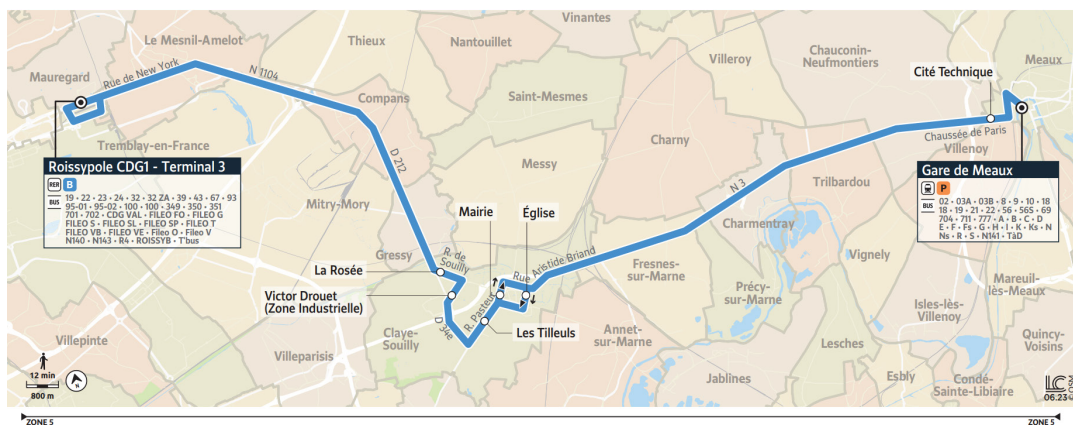 Vinantes
Le Mesnil-Amelot
Thieux
Nantouillet
Chauconin-
Neufmontiers
Villeroy
Meaux
Mauregard
Rue de New York
N 1104
Cité Technique
Compans
Saint-Mesmes
Charny
Chaussée de Paris
Villenoy
Tremblay-en-France
D 212
Messy
N 3
Trilbardou
Roissypole CDG1 - Terminal 3
RER B
BUS
19 • 22 • 23 • 24 • 32 • 32 ZA • 39 • 43 • 67 • 93
95-01 • 95-02 • 100 • 100 • 349 • 350 • 351
701 • 702 • CDG VAL • FILEO FO • FILEO G
FILEO S • FILEO SL • FILEO SP • FILEO T
FILEO VB • FILEO VE • Fileo O • Fileo V
N140 • N143 • R4 • ROISSYB • T'bus
Gare de Meaux
P
BUS
02 • 03A • 03B • 8 • 9 • 10 • 18
18 • 19 • 21 • 22 • 56 • 56S • 69
704 • 711 • 777 • A • B • C • D
E • F • Fs • G • H • I • K • Ks • N
Ns • R • S • N141 • TàD
Mitry-Mory
Mairie
Église
Charmentray
Gressy
R. de
Souilly
Rue Aristide Briand
La Rosée
Fresnes-
sur-Marne
Vignely
Précy-
sur-Marne
Mareuil-
lès-Meaux
Victor Drouet
(Zone Industrielle)
R. Pasteur
D 34e
Isles-lès-
Villenoy
Claye-
Souilly
Les Tilleuls
Annet-
sur-Marne
Quincy-
Voisins
Villepinte
Villeparisis
Lesches
Jablines
Esbly
Condé-
Sainte-Libiaire
12 min
800 m
N
LC
06.23
©OSM
ZONE 5
ZONE 5